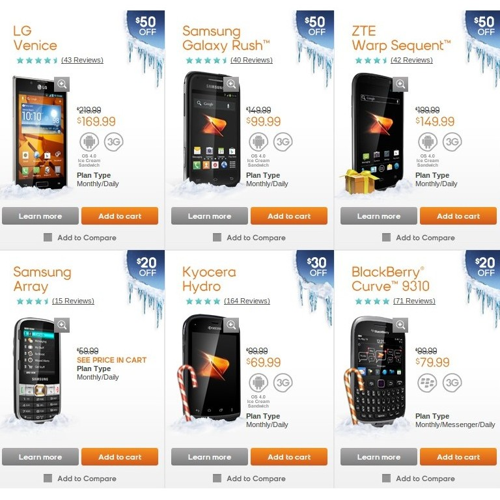 LG
Venice
$50
OFF
(43 Reviews)
$219.99
$169.99
3G
OS 4.0
Ice Cream
Sandwich
Plan Type
Monthly/Daily
Learn more
Add to cart
Add to Compare
Samsung
Galaxy Rush™
$50
OFF
(40 Reviews)
$149.99
$99.99
3G
OS 4.0
Ice Cream
Sandwich
Plan Type
Monthly/Daily
Learn more
Add to cart
Add to Compare
ZTE
Warp Sequent™
$50
OFF
(42 Reviews)
$199.99
$149.99
3G
OS 4.0
Ice Cream
Sandwich
Plan Type
Monthly/Daily
Learn more
Add to cart
Add to Compare
Samsung
Array
$20
OFF
(15 Reviews)
$59.99
SEE PRICE IN CART
Plan Type
Monthly/Daily
SAMSUNG
Learn more
Add to cart
Add to Compare
Kyocera
Hydro
$30
OFF
(164 Reviews)
$99.99
$69.99
3G
OS 4.0
Ice Cream
Sandwich
Plan Type
Monthly/Daily
Learn more
Add to cart
Add to Compare
BlackBerry®
Curve™ 9310
$20
OFF
(71 Reviews)
$99.99
$79.99
3G
Plan Type
Monthly/Messenger/Daily
Learn more
Add to cart
Add to Compare